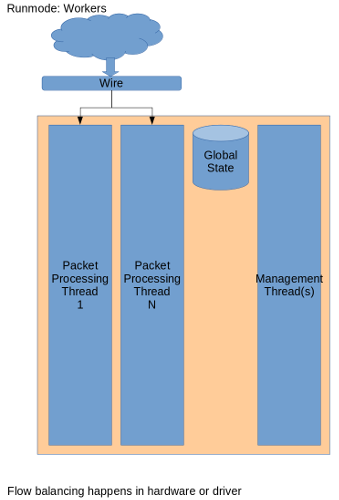 Runmode: Workers
Wire
Global
State
Packet
Processing
Thread
1
Packet
Processing
Thread
N
Management
Thread(s)
Flow balancing happens in hardware or driver